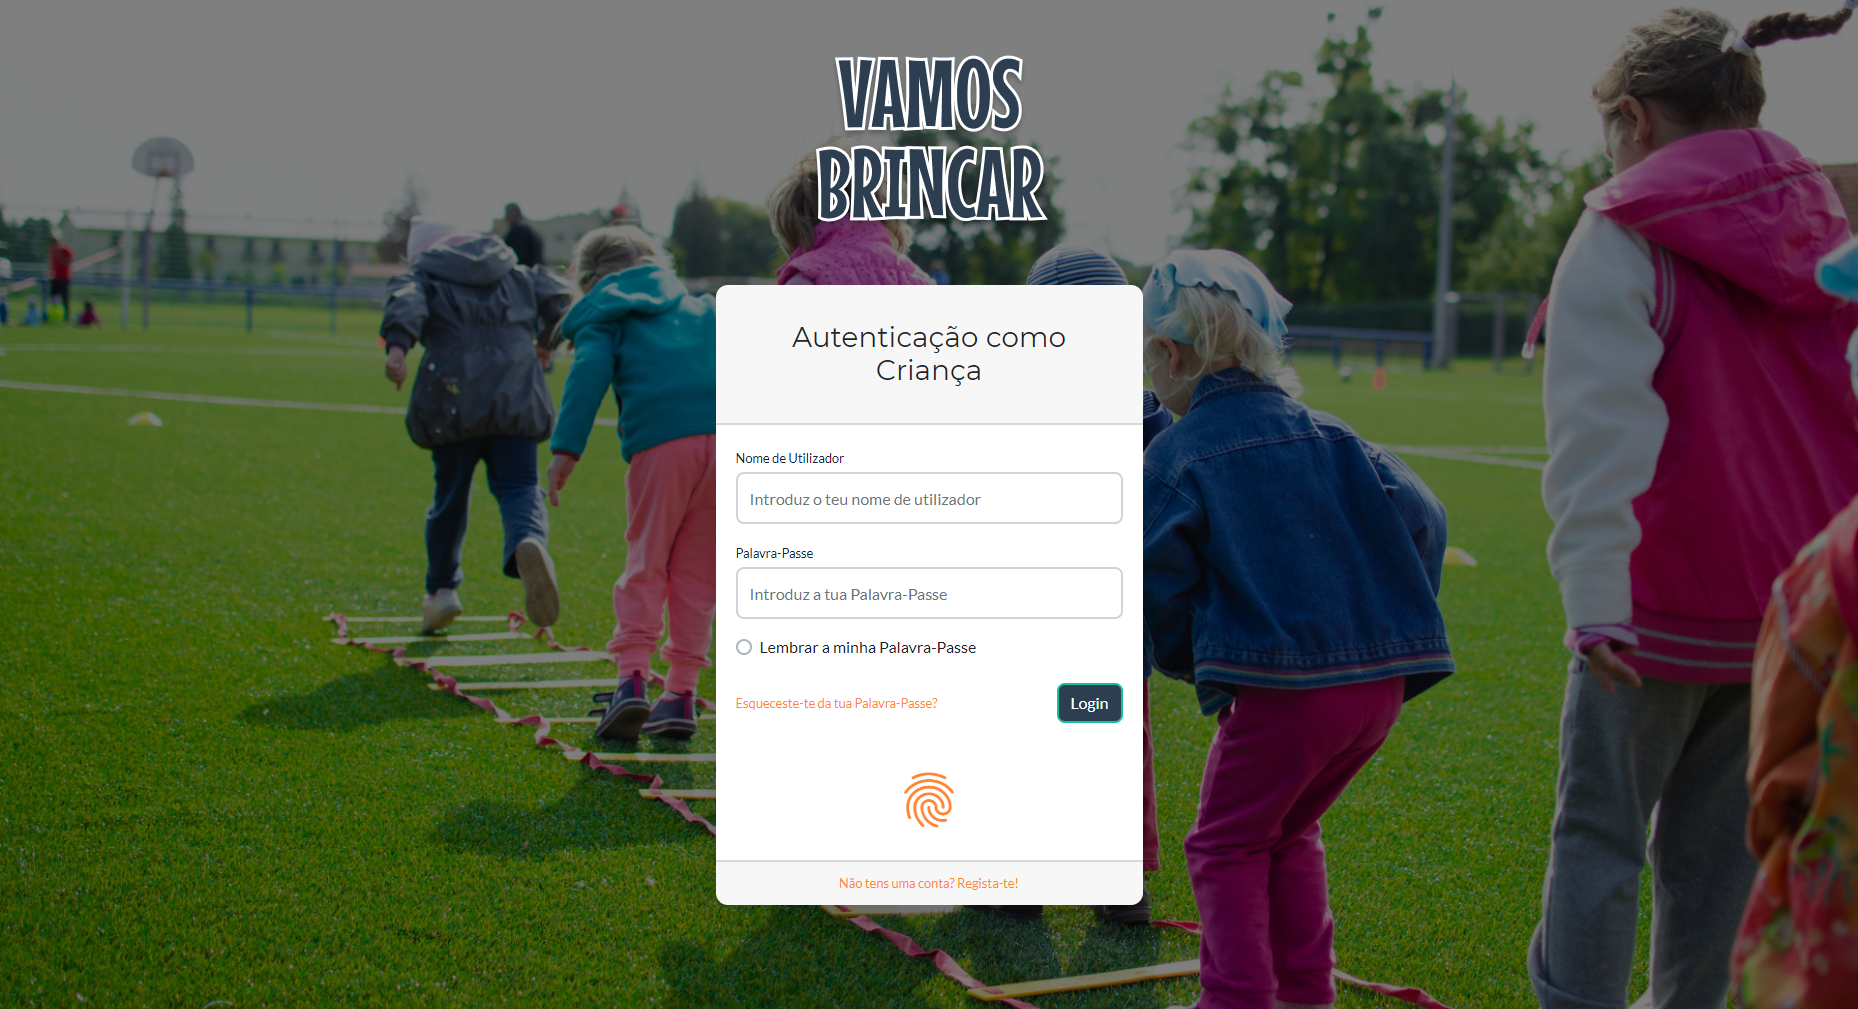 VAMOS
BRINCAR
Autenticação como
Criança
Nome de Utilizador
Introduz o teu nome de utilizador
Palavra-Passe
Introduz a tua Palavra-Passe
Lembrar a minha Palavra-Passe
Esqueceste-te da tua Palavra-Passe?
Login
Não tens uma conta? Regista-te!